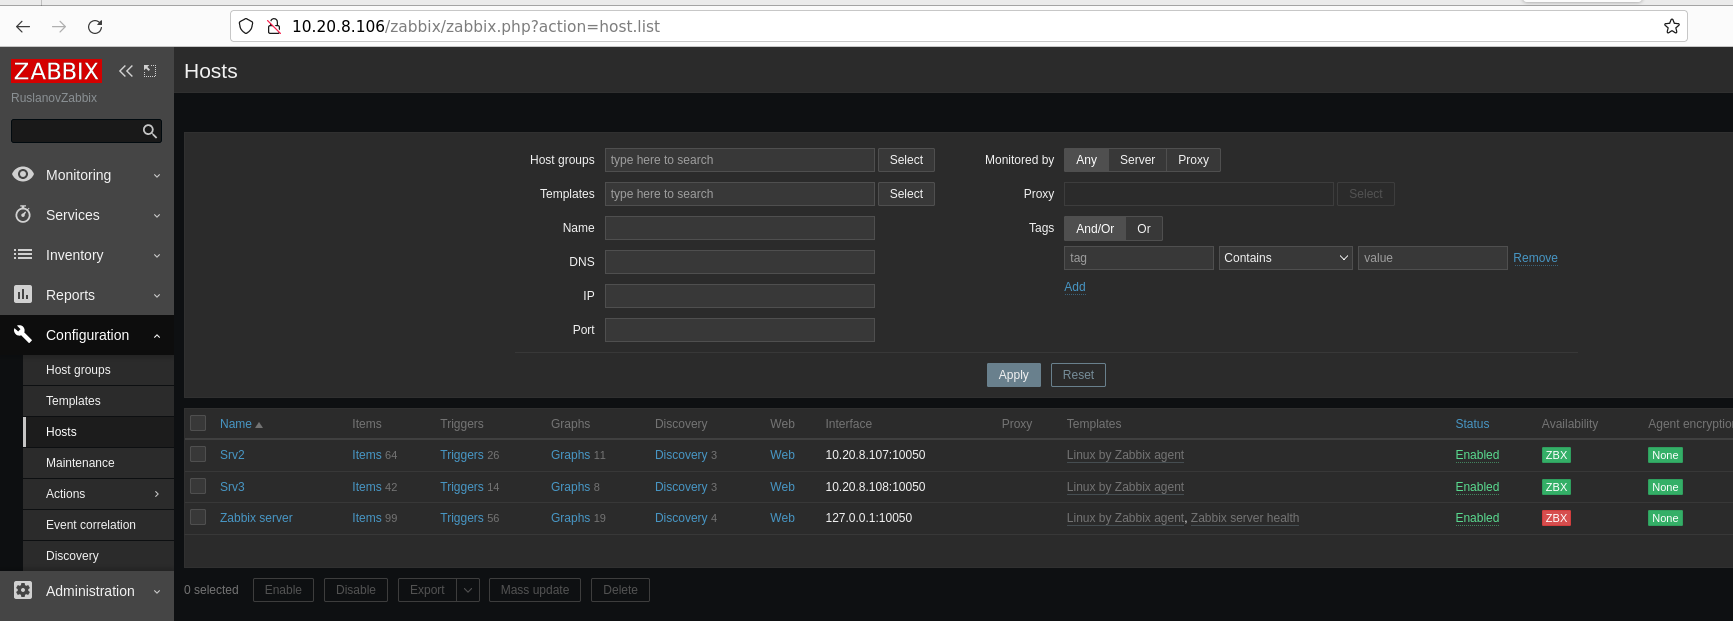 10.20.8.106/zabbix/zabbix.php?action=host.list
ZABBIX
RuslanovZabbix
Monitoring
Services
Inventory
Reports
Configuration
Host groups
Templates
Hosts
Maintenance
Actions
Event correlation
Discovery
Administration
Hosts
Host groups type here to search Select
Templates type here to search Select
Name
DNS
IP
Port
Monitored by Any Server Proxy
Proxy Select
Tags And/Or Or
tag Contains value Remove
Add
Apply Reset
Name Items Triggers Graphs Discovery Web Interface Proxy Templates Status Availability Agent encryption
Srv2 Items 64 Triggers 26 Graphs 11 Discovery 3 Web 10.20.8.107:10050 Linux by Zabbix agent Enabled ZBX None
Srv3 Items 42 Triggers 14 Graphs 8 Discovery 3 Web 10.20.8.108:10050 Linux by Zabbix agent Enabled ZBX None
Zabbix server Items 99 Triggers 56 Graphs 19 Discovery 4 Web 127.0.0.1:10050 Linux by Zabbix agent, Zabbix server health Enabled ZBX None
0 selected Enable Disable Export Mass update Delete